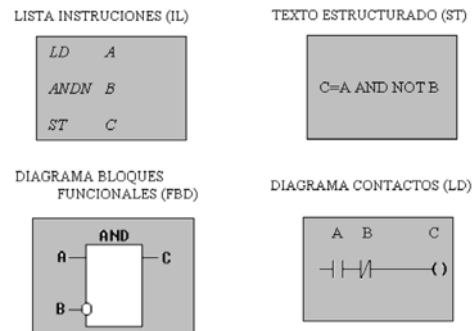 LISTA INSTRUCIONES (IL)
LD A
ANDN B
ST C
TEXTO ESTRUCTURADO (ST)
C=A AND NOT B
DIAGRAMA BLOQUES
FUNCIONALES (FBD)
AND
A C
B
DIAGRAMA CONTACTOS (LD)
A B C